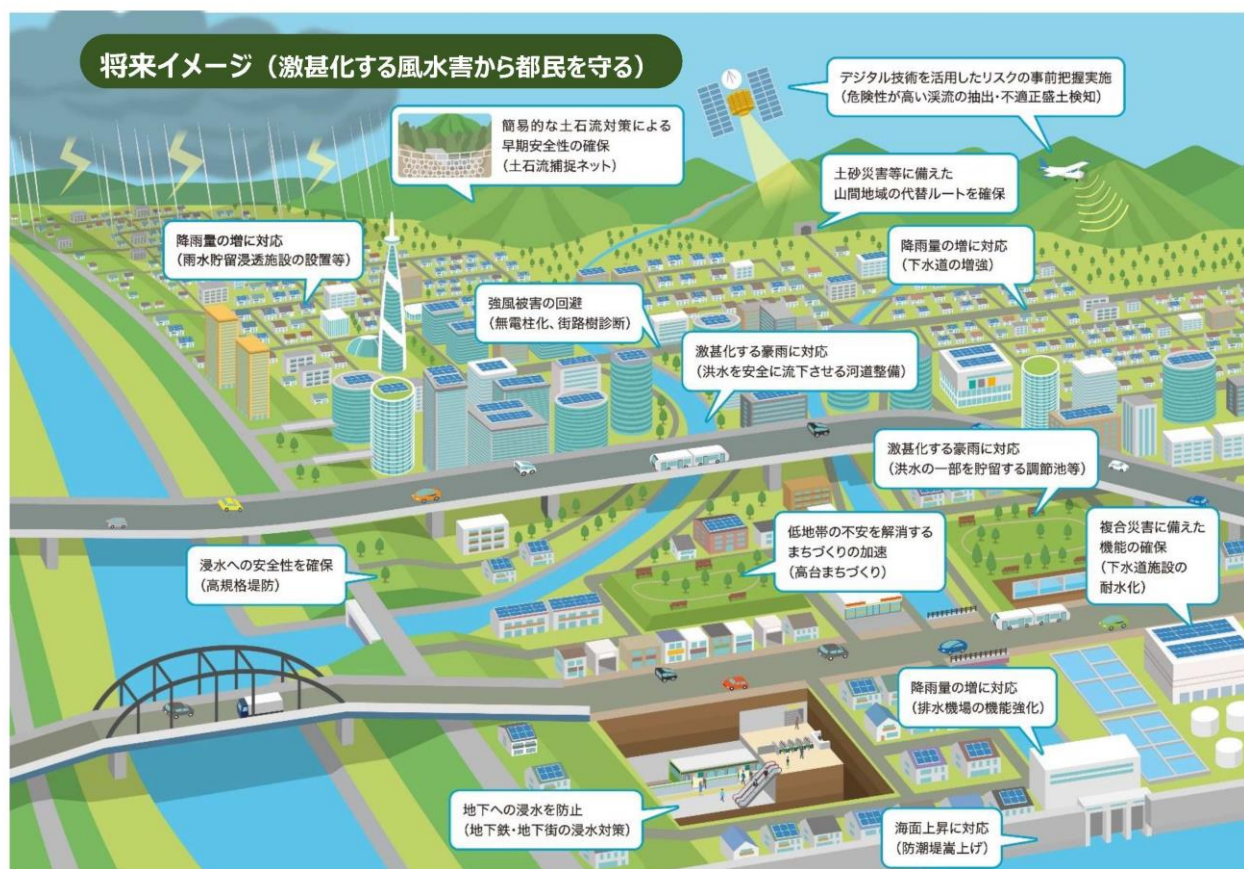 将来イメージ（激甚化する風水害から都民を守る）
デジタル技術を活用したリスクの事前把握実施
（危険性が高い渓流の抽出・不適正盛土検知）
簡易的な土石流対策による
早期安全性の確保
（土石流捕捉ネット）
土砂災害等に備えた
山間地域の代替ルートを確保
降雨量の増に対応
（雨水貯留浸透施設の設置等）
降雨量の増に対応
（下水道の増強）
強風被害の回避
（無電柱化、街路樹診断）
激甚化する豪雨に対応
（洪水を安全に流下させる河道整備）
激甚化する豪雨に対応
（洪水の一部を貯留する調節池等）
低地帯の不安を解消する
まちづくりの加速
（高台まちづくり）
複合災害に備えた
機能の確保
（下水道施設の
耐水化）
浸水への安全性を確保
（高規格堤防）
降雨量の増に対応
（排水機場の機能強化）
地下への浸水を防止
（地下鉄・地下街の浸水対策）
海面上昇に対応
（防潮堤嵩上げ）